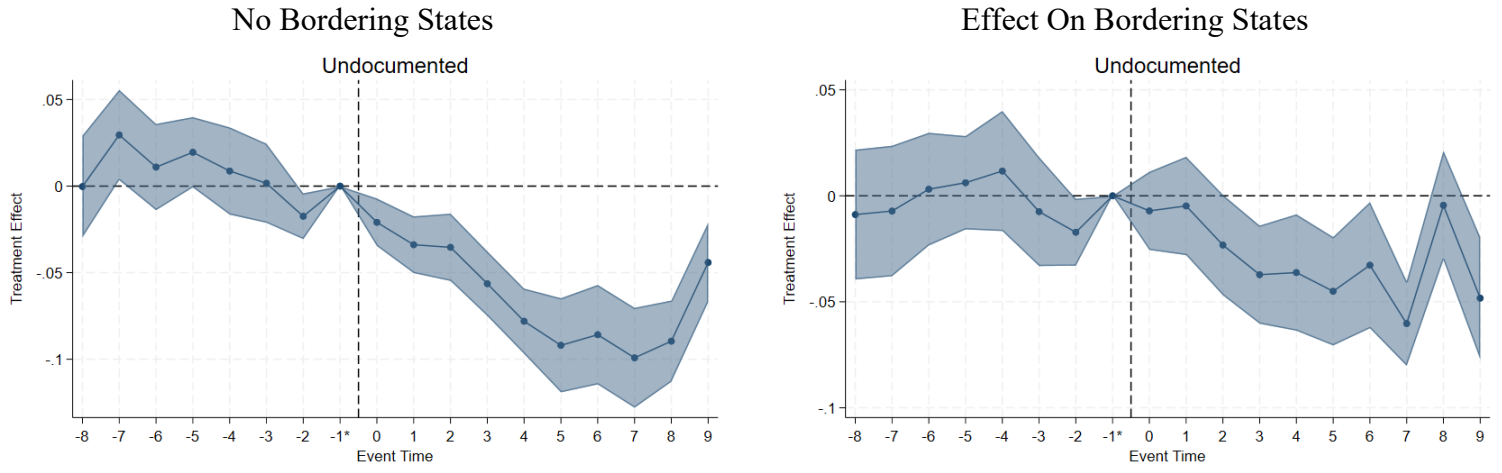 No Bordering States
Undocumented
Treatment Effect
.05
0
-.05
-.1
-8 -7 -6 -5 -4 -3 -2 -1* 0 1 2 3 4 5 6 7 8 9
Event Time
Effect On Bordering States
Undocumented
Treatment Effect
.05
0
-.05
-.1
-8 -7 -6 -5 -4 -3 -2 -1* 0 1 2 3 4 5 6 7 8 9
Event Time